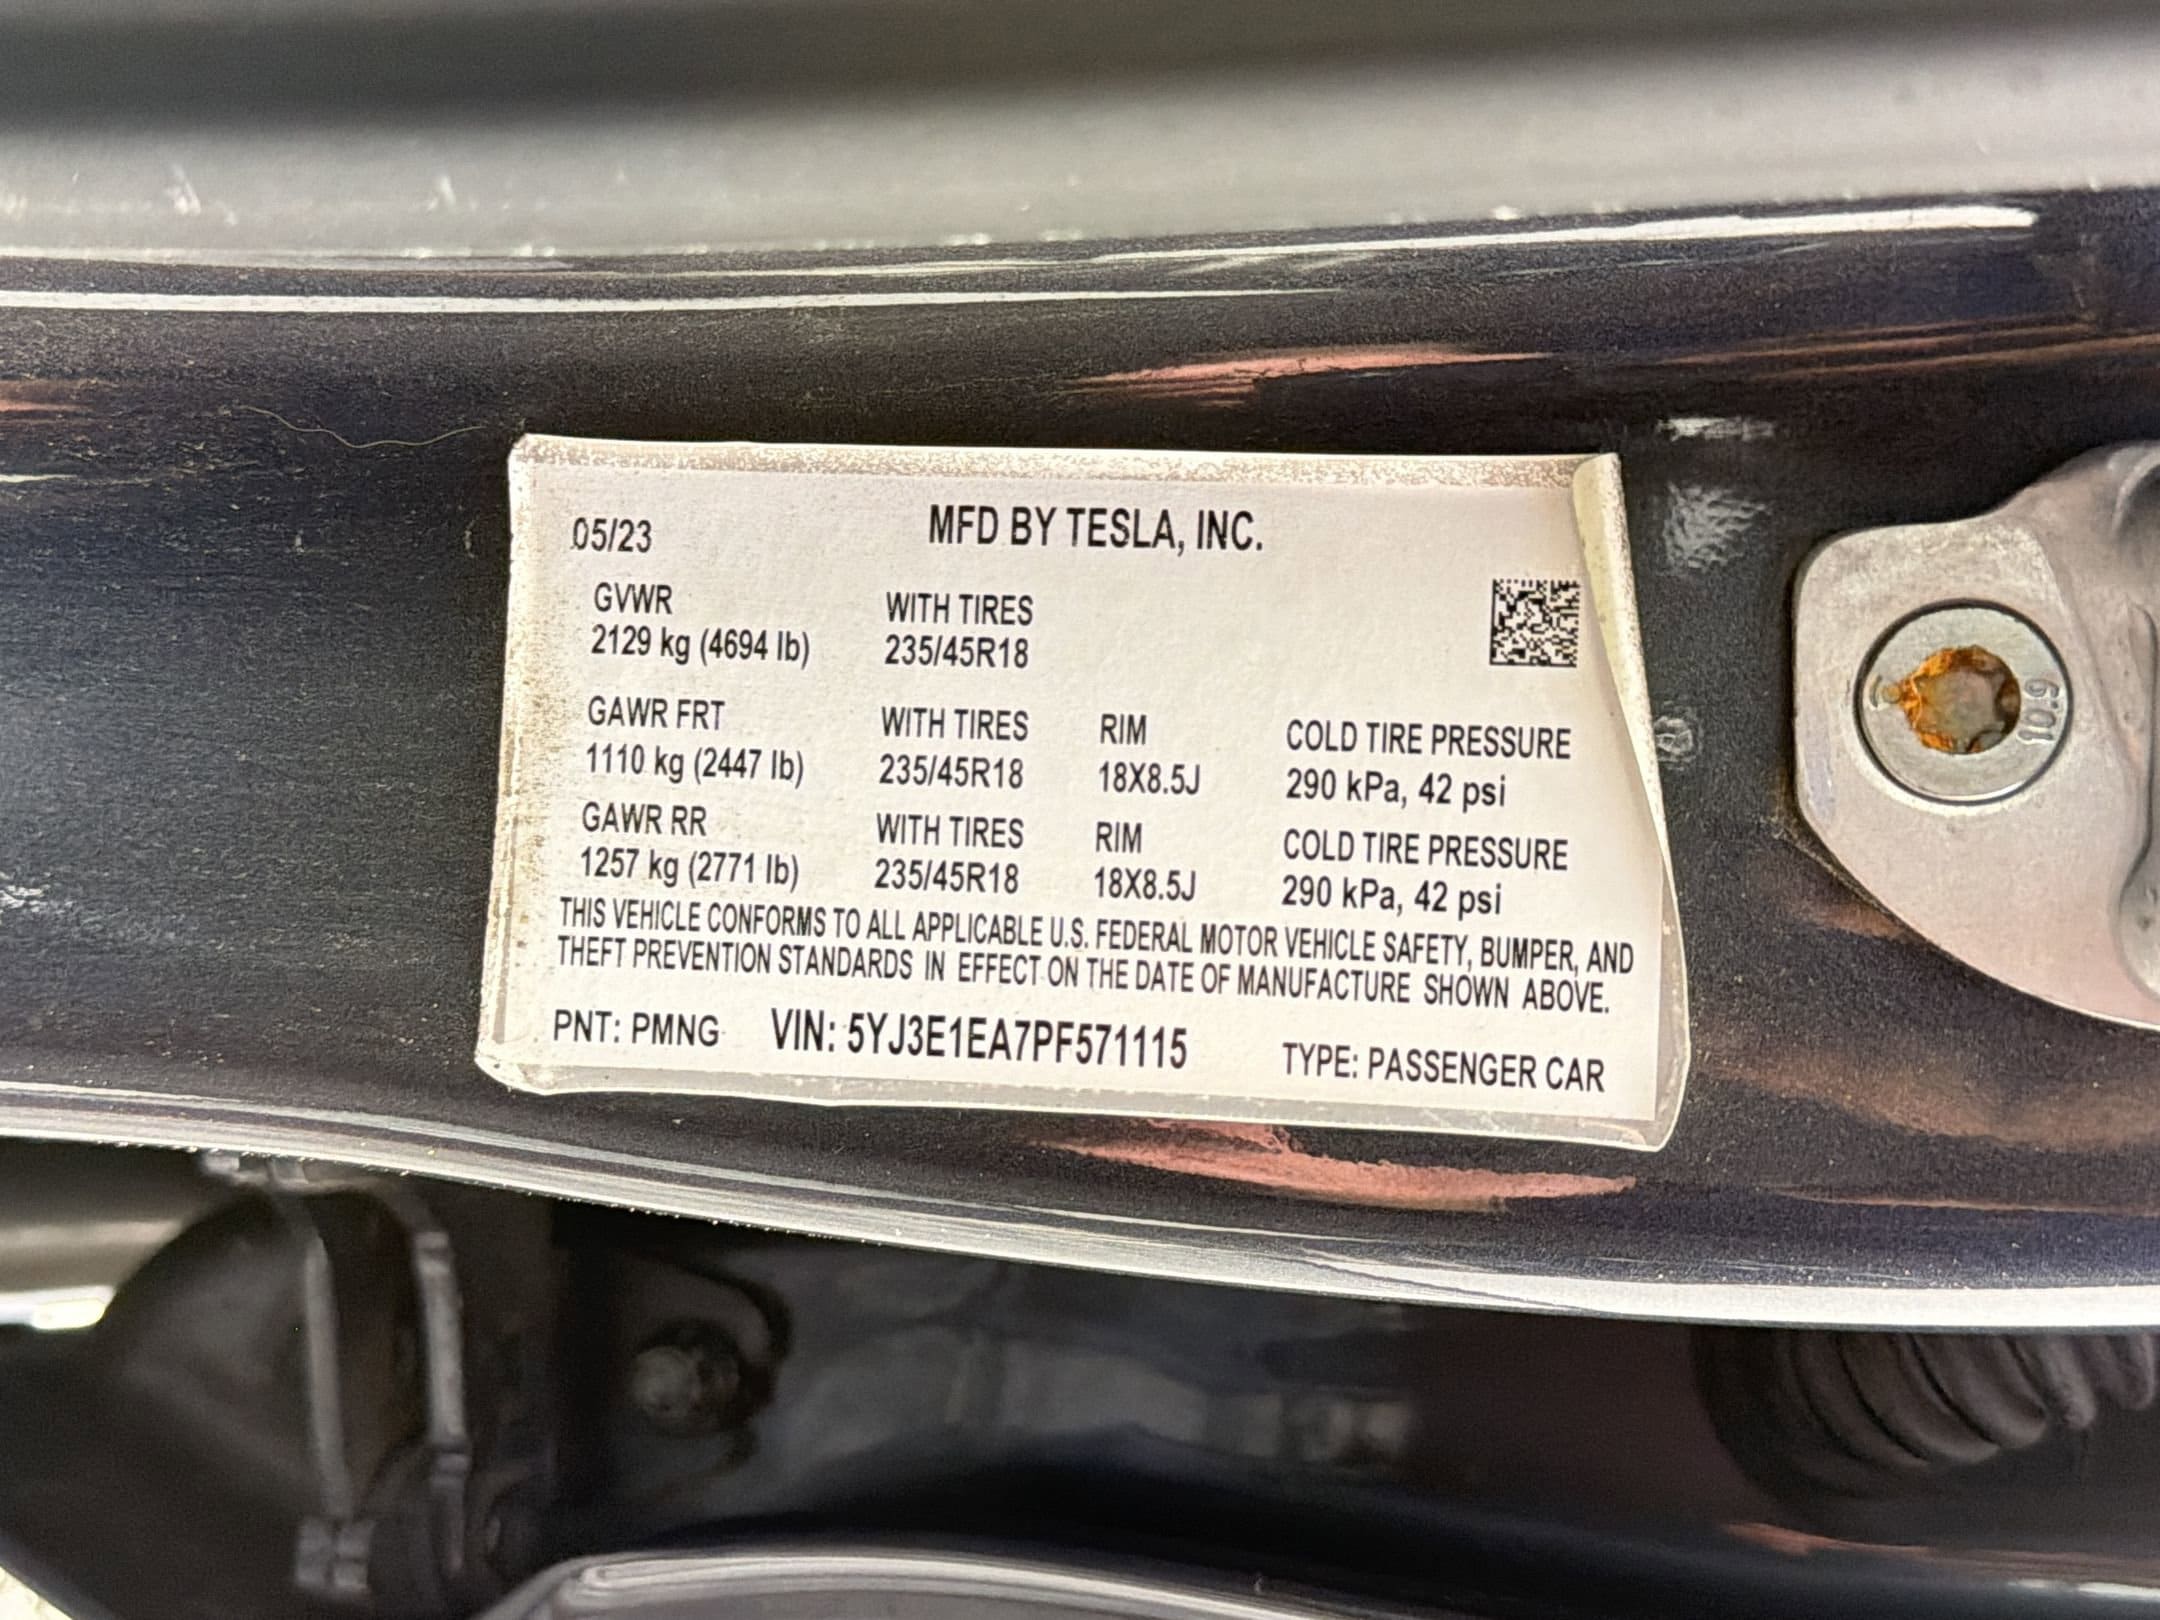 05/23 MFD BY TESLA, INC.
GVWR WITH TIRES
2129 kg (4694 lb) 235/45R18
GAWR FRT WITH TIRES RIM COLD TIRE PRESSURE
1110 kg (2447 lb) 235/45R18 18X8.5J 290 kPa, 42 psi
GAWR RR WITH TIRES RIM COLD TIRE PRESSURE
1257 kg (2771 lb) 235/45R18 18X8.5J 290 kPa, 42 psi
THIS VEHICLE CONFORMS TO ALL APPLICABLE U.S. FEDERAL MOTOR VEHICLE SAFETY, BUMPER, AND
THEFT PREVENTION STANDARDS IN EFFECT ON THE DATE OF MANUFACTURE SHOWN ABOVE.
PNT: PMNG VIN: 5YJ3E1EA7PF571115 TYPE: PASSENGER CAR
10.9